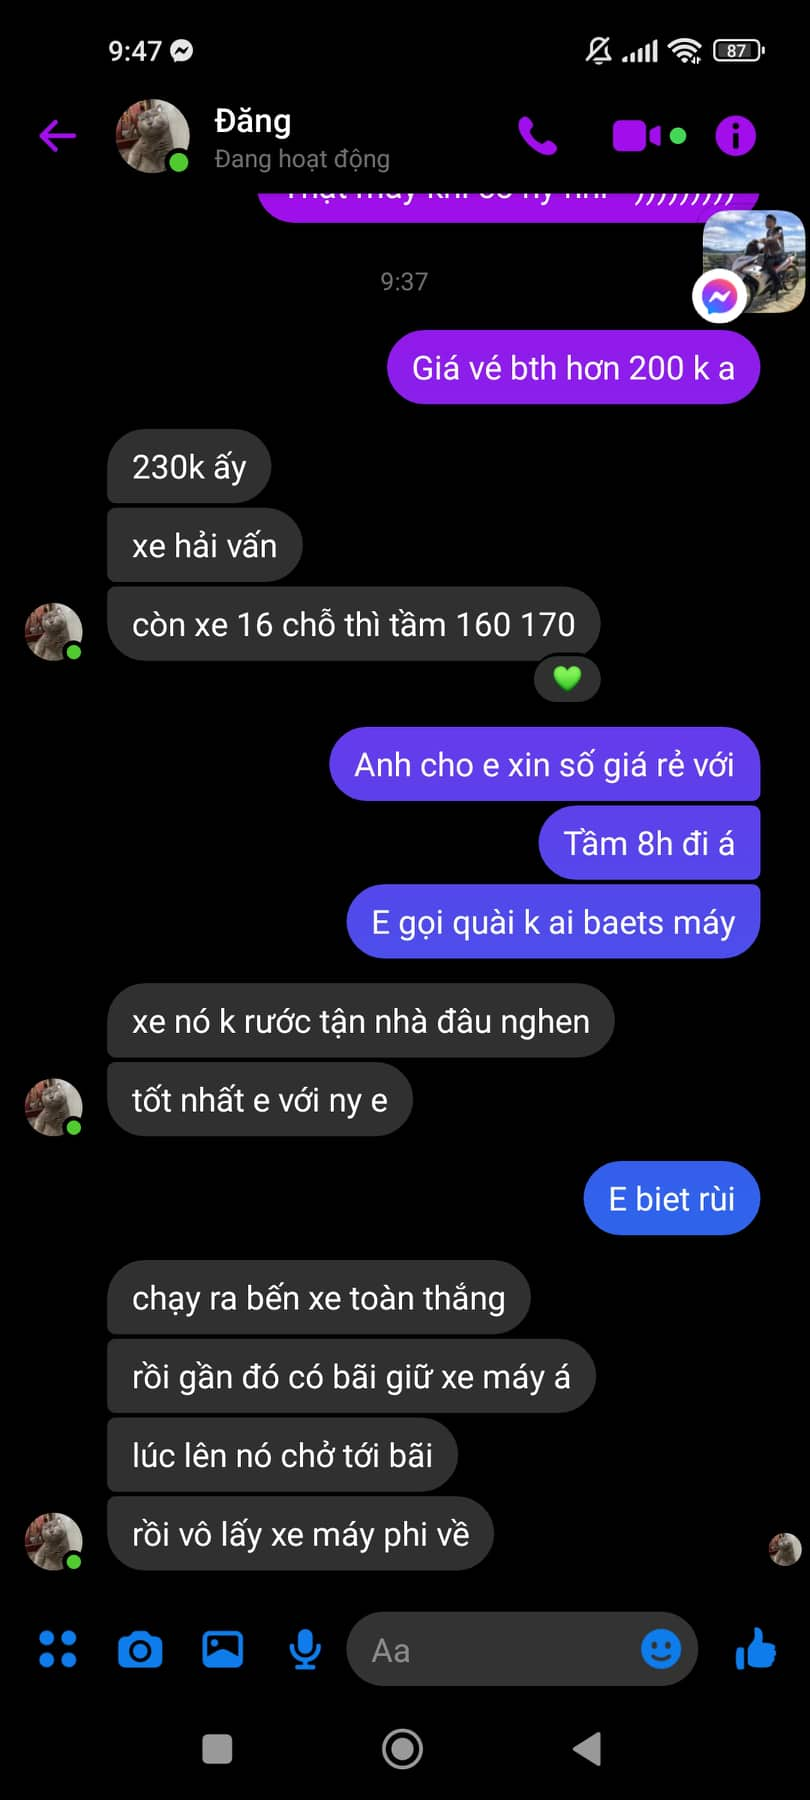 9:47
87
Đăng
Đang hoạt động
9:37
Giá vé bth hơn 200 k a
230k ấy
xe hải vấn
còn xe 16 chỗ thì tầm 160 170
Anh cho e xin số giá rẻ với
Tầm 8h đi á
E gọi quài k ai baets máy
xe nó k rước tận nhà đâu nghen
tốt nhất e với ny e
E biet rùi
chạy ra bến xe toàn thắng
rồi gần đó có bãi giữ xe máy á
lúc lên nó chở tới bãi
rồi vô lấy xe máy phi về
Aa